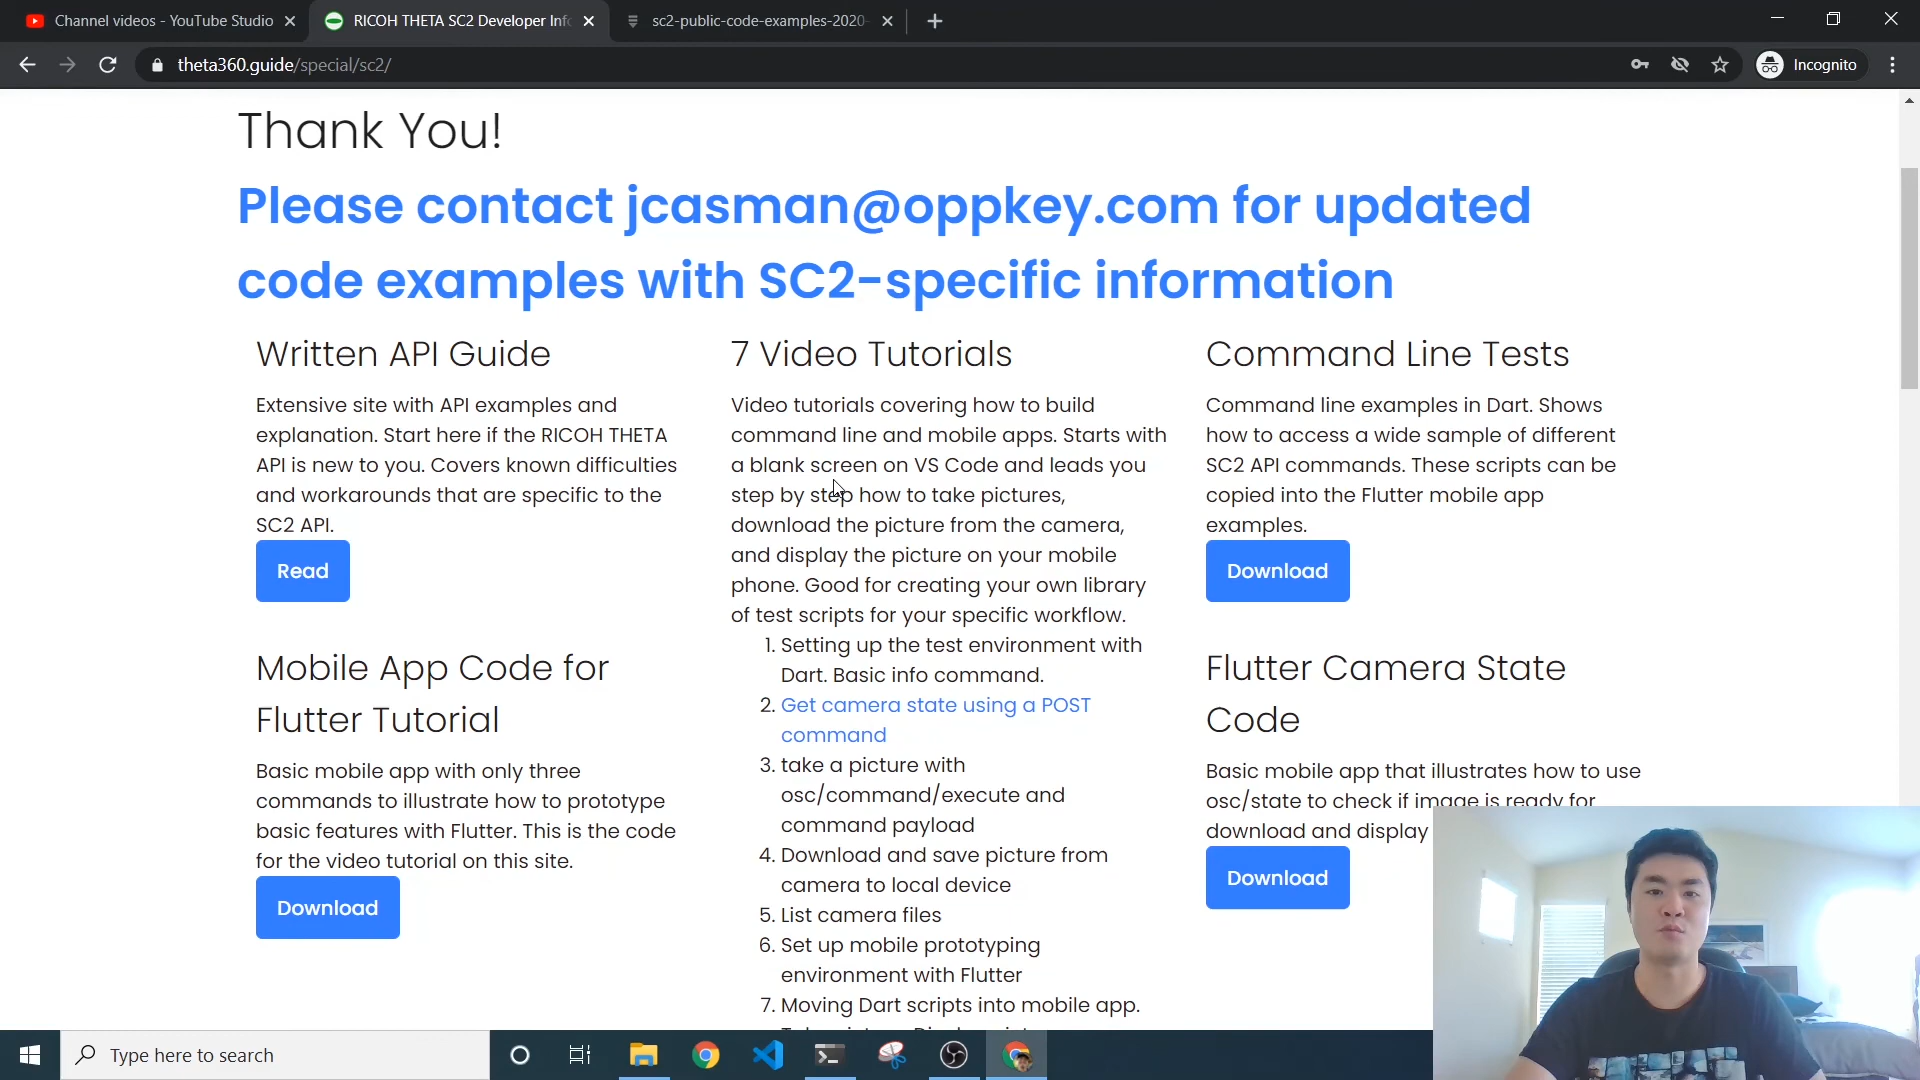 Channel videos - YouTube Studio
RICOH THETA SC2 Developer Inf
sc2-public-code-examples-2020-
theta360.guide/special/sc2/
Incognito
Thank You!
Please contact jcasman@oppkey.com for updated
code examples with SC2-specific information
Written API Guide
Extensive site with API examples and
explanation. Start here if the RICOH THETA
API is new to you. Covers known difficulties
and workarounds that are specific to the
SC2 API.
Read
Mobile App Code for
Flutter Tutorial
Basic mobile app with only three
commands to illustrate how to prototype
basic features with Flutter. This is the code
for the video tutorial on this site.
Download
7 Video Tutorials
Video tutorials covering how to build
command line and mobile apps. Starts with
a blank screen on VS Code and leads you
step by step how to take pictures,
download the picture from the camera,
and display the picture on your mobile
phone. Good for creating your own library
of test scripts for your specific workflow.
1. Setting up the test environment with
Dart. Basic info command.
2. Get camera state using a POST
command
3. take a picture with
osc/command/execute and
command payload
4. Download and save picture from
camera to local device
5. List camera files
6. Set up mobile prototyping
environment with Flutter
7. Moving Dart scripts into mobile app.
Command Line Tests
Command line examples in Dart. Shows
how to access a wide sample of different
SC2 API commands. These scripts can be
copied into the Flutter mobile app
examples.
Download
Flutter Camera State
Code
Basic mobile app that illustrates how to use
osc/state to check if image is ready for
download and display
Download
Type here to search